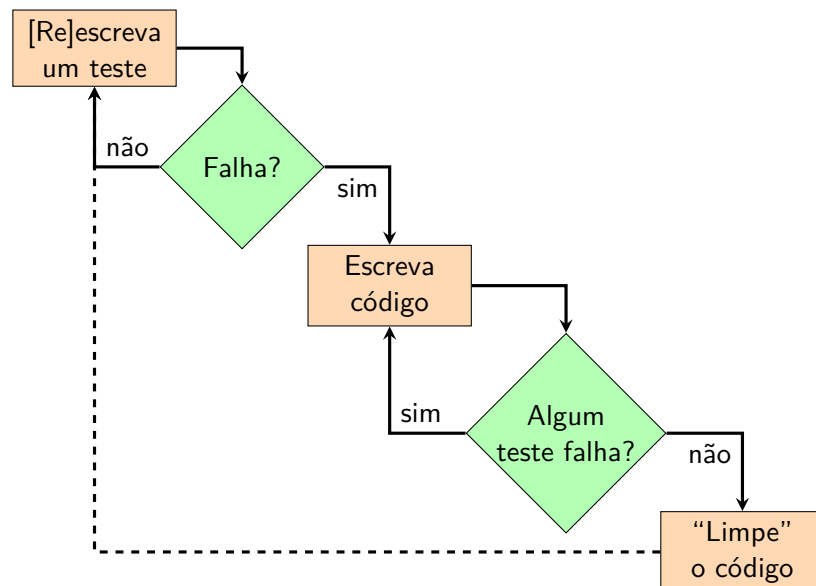 [Re]escreva
um teste
não
Falha?
sim
Escreva
código
sim
Algum
teste falha?
não
“Limpe”
o código